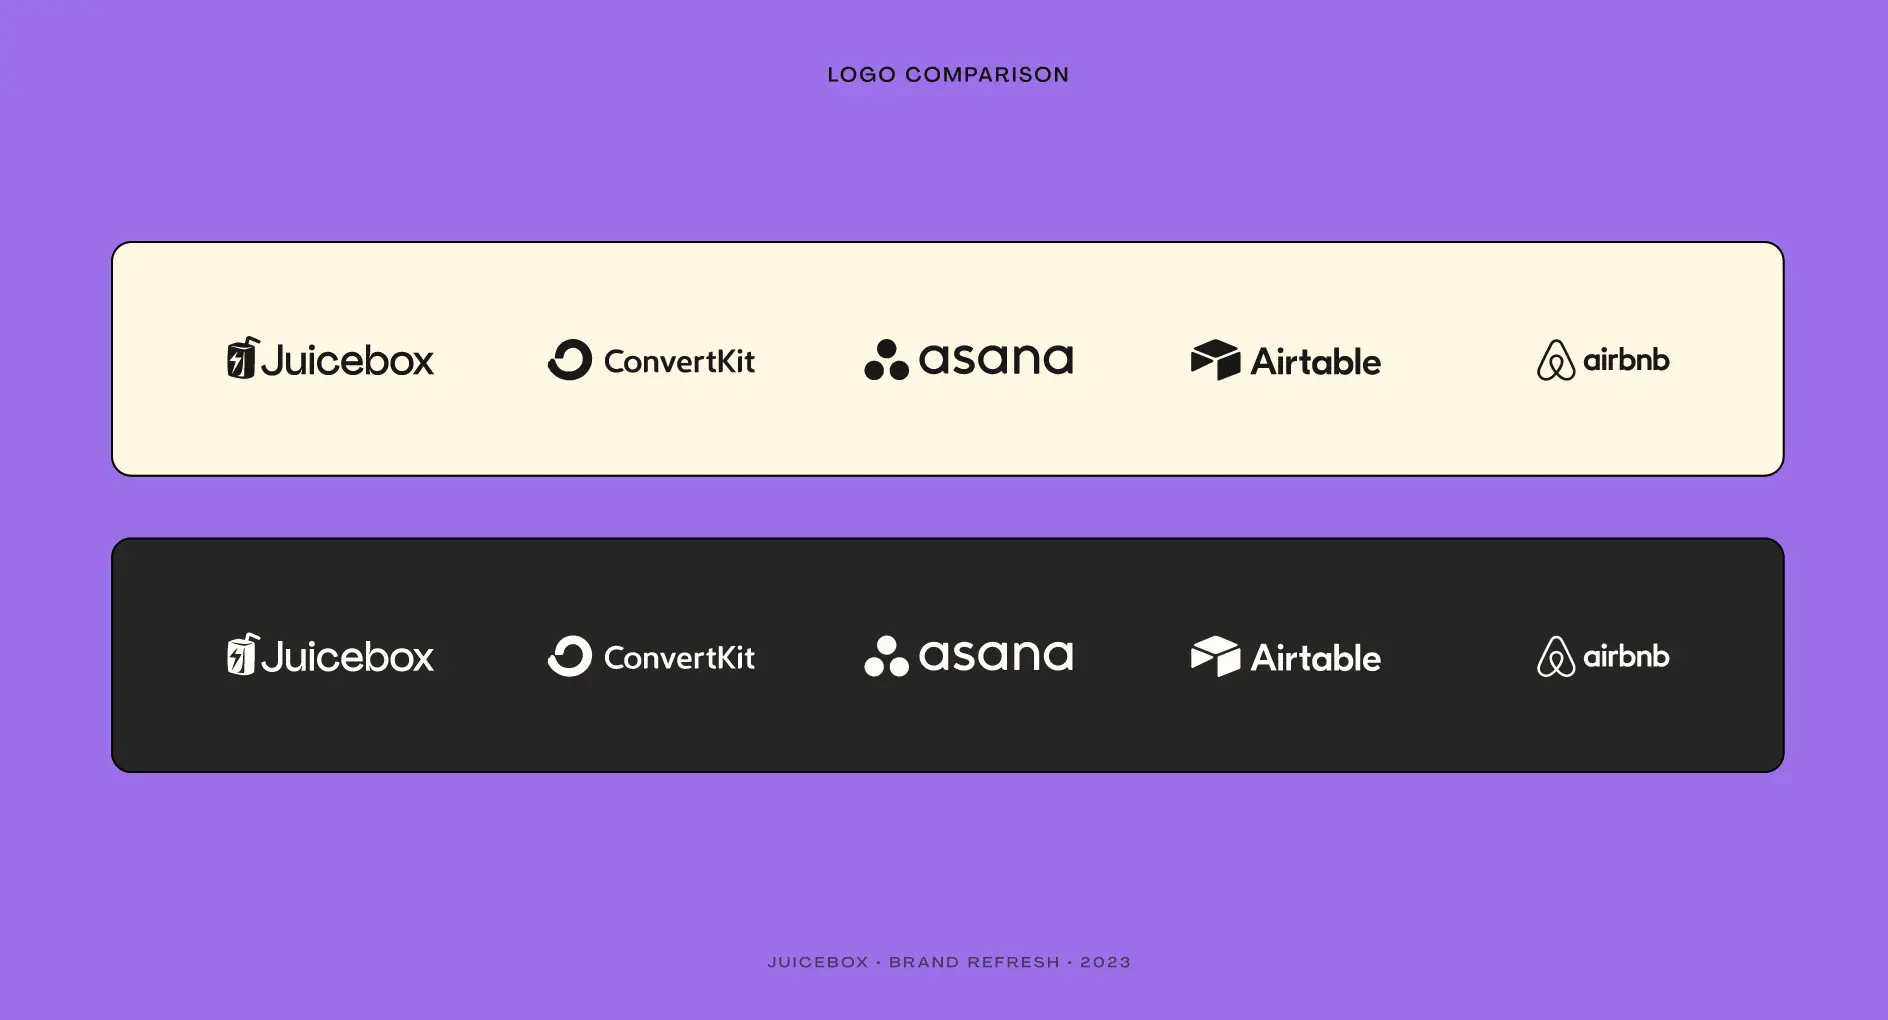 LOGO COMPARISON
Juicebox ConvertKit asana Airtable airbnb
Juicebox ConvertKit asana Airtable airbnb
JUICEBOX • BRAND REFRESH • 2023